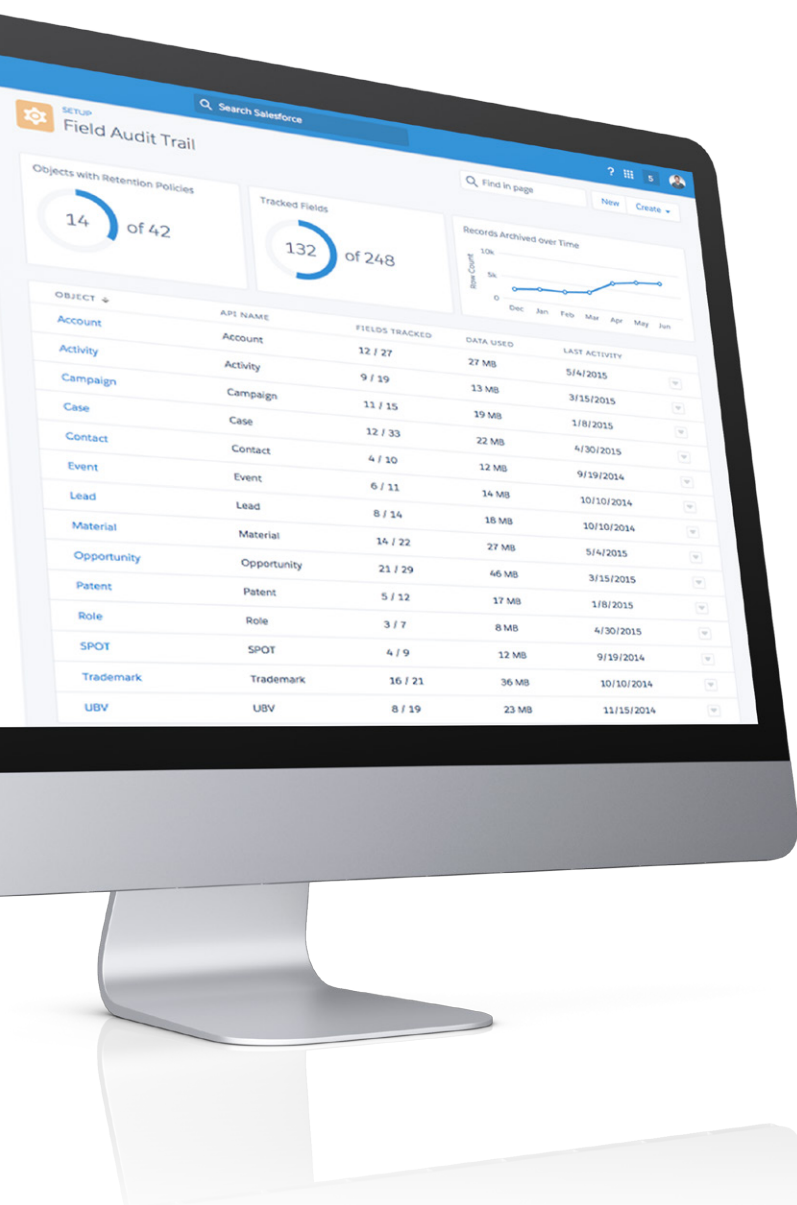 Search Salesforce
SETUP
Field Audit Trail
? S
Find in page
New Create
Objects with Retention Policies
14 of 42
Tracked Fields
132 of 248
Records Archived over Time
Row Count
10k
5k
0
Dec Jan Feb Mar Apr May Jun
OBJECT API NAME FIELDS TRACKED DATA USED LAST ACTIVITY
Account Account 12 / 27 27 MB 5/4/2015
Activity Activity 9 / 19 13 MB 3/15/2015
Campaign Campaign 11 / 15 19 MB 1/8/2015
Case Case 12 / 33 22 MB 4/30/2015
Contact Contact 4 / 10 12 MB 9/19/2014
Event Event 6 / 11 14 MB 10/10/2014
Lead Lead 8 / 14 18 MB 10/10/2014
Material Material 14 / 22 27 MB 5/4/2015
Opportunity Opportunity 21 / 29 46 MB 3/15/2015
Patent Patent 5 / 12 17 MB 1/8/2015
Role Role 3 / 7 8 MB 4/30/2015
SPOT SPOT 4 / 9 12 MB 9/19/2014
Trademark Trademark 16 / 21 36 MB 10/10/2014
UBV UBV 8 / 19 23 MB 11/15/2014